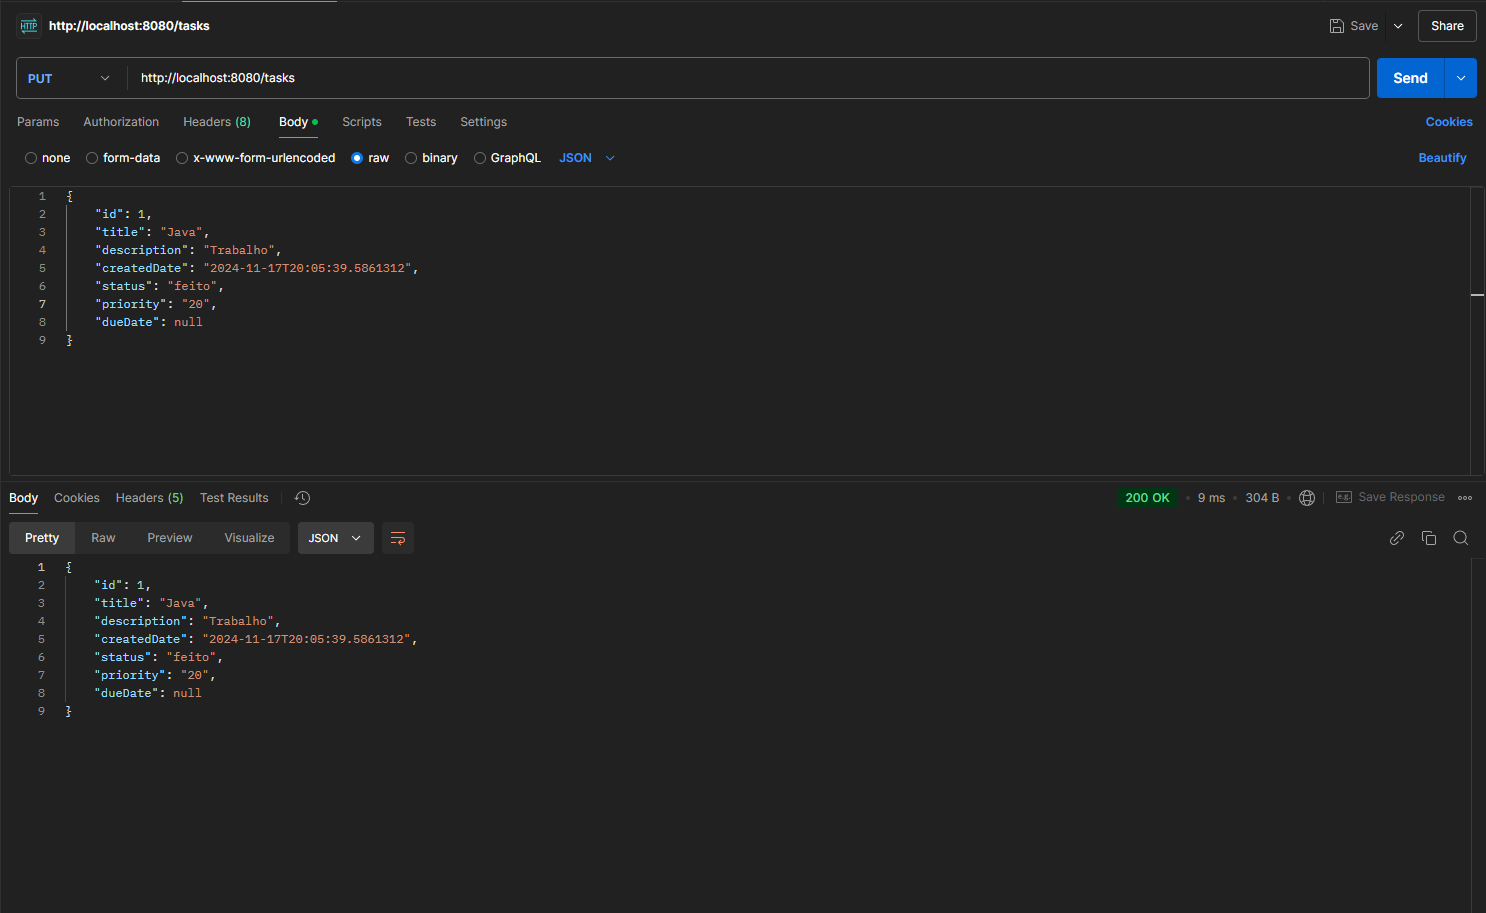 HTTP http://localhost:8080/tasks Save Share
PUT http://localhost:8080/tasks Send
Params Authorization Headers (8) Body Scripts Tests Settings Cookies
none form-data x-www-form-urlencoded raw binary GraphQL JSON Beautify
1 {
2 "id": 1,
3 "title": "Java",
4 "description": "Trabalho",
5 "createdDate": "2024-11-17T20:05:39.5861312",
6 "status": "feito",
7 "priority": "20",
8 "dueDate": null
9 }
Body Cookies Headers (5) Test Results 200 OK • 9 ms • 304 B • e.g. Save Response
Pretty Raw Preview Visualize JSON
1 {
2 "id": 1,
3 "title": "Java",
4 "description": "Trabalho",
5 "createdDate": "2024-11-17T20:05:39.5861312",
6 "status": "feito",
7 "priority": "20",
8 "dueDate": null
9 }